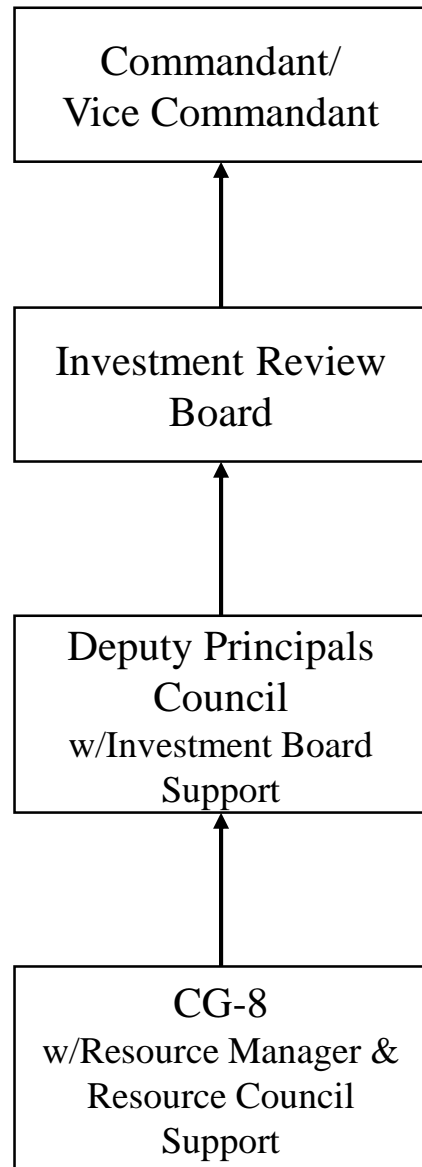 Commandant/
Vice Commandant
Investment Review
Board
Deputy Principals
Council
w/Investment Board
Support
CG-8
w/Resource Manager &
Resource Council
Support